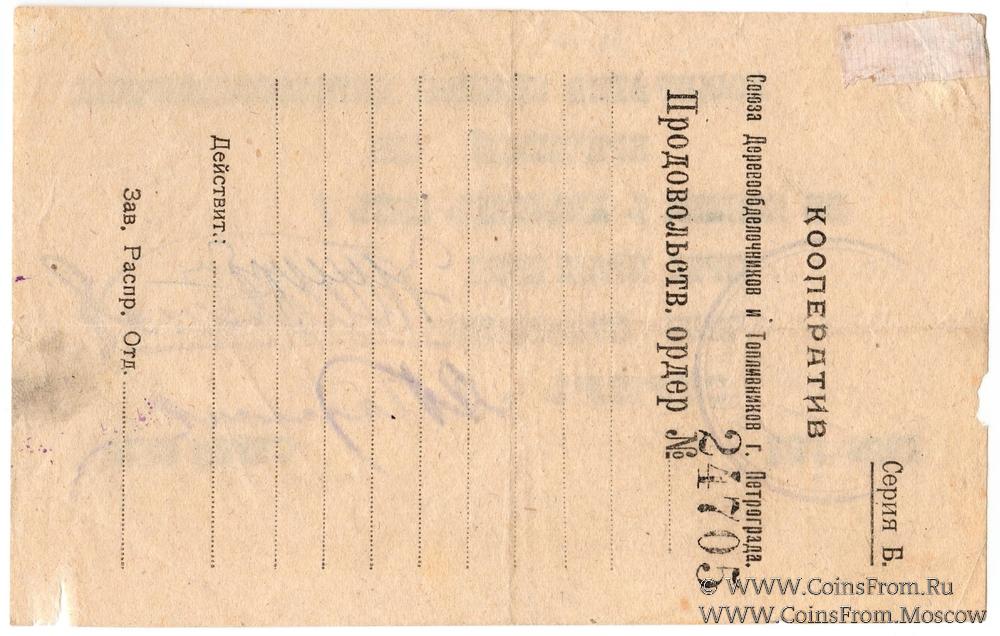 Серия Б.
КООПЕРАТИВ
Союза Деревообделочников и Топливников г. Петрограда.
Продовольств. ордер № 24705
Действит.:
Зав. Распр. Отд.
© WWW.CoinsFrom.Ru
WWW.CoinsFrom.Moscow